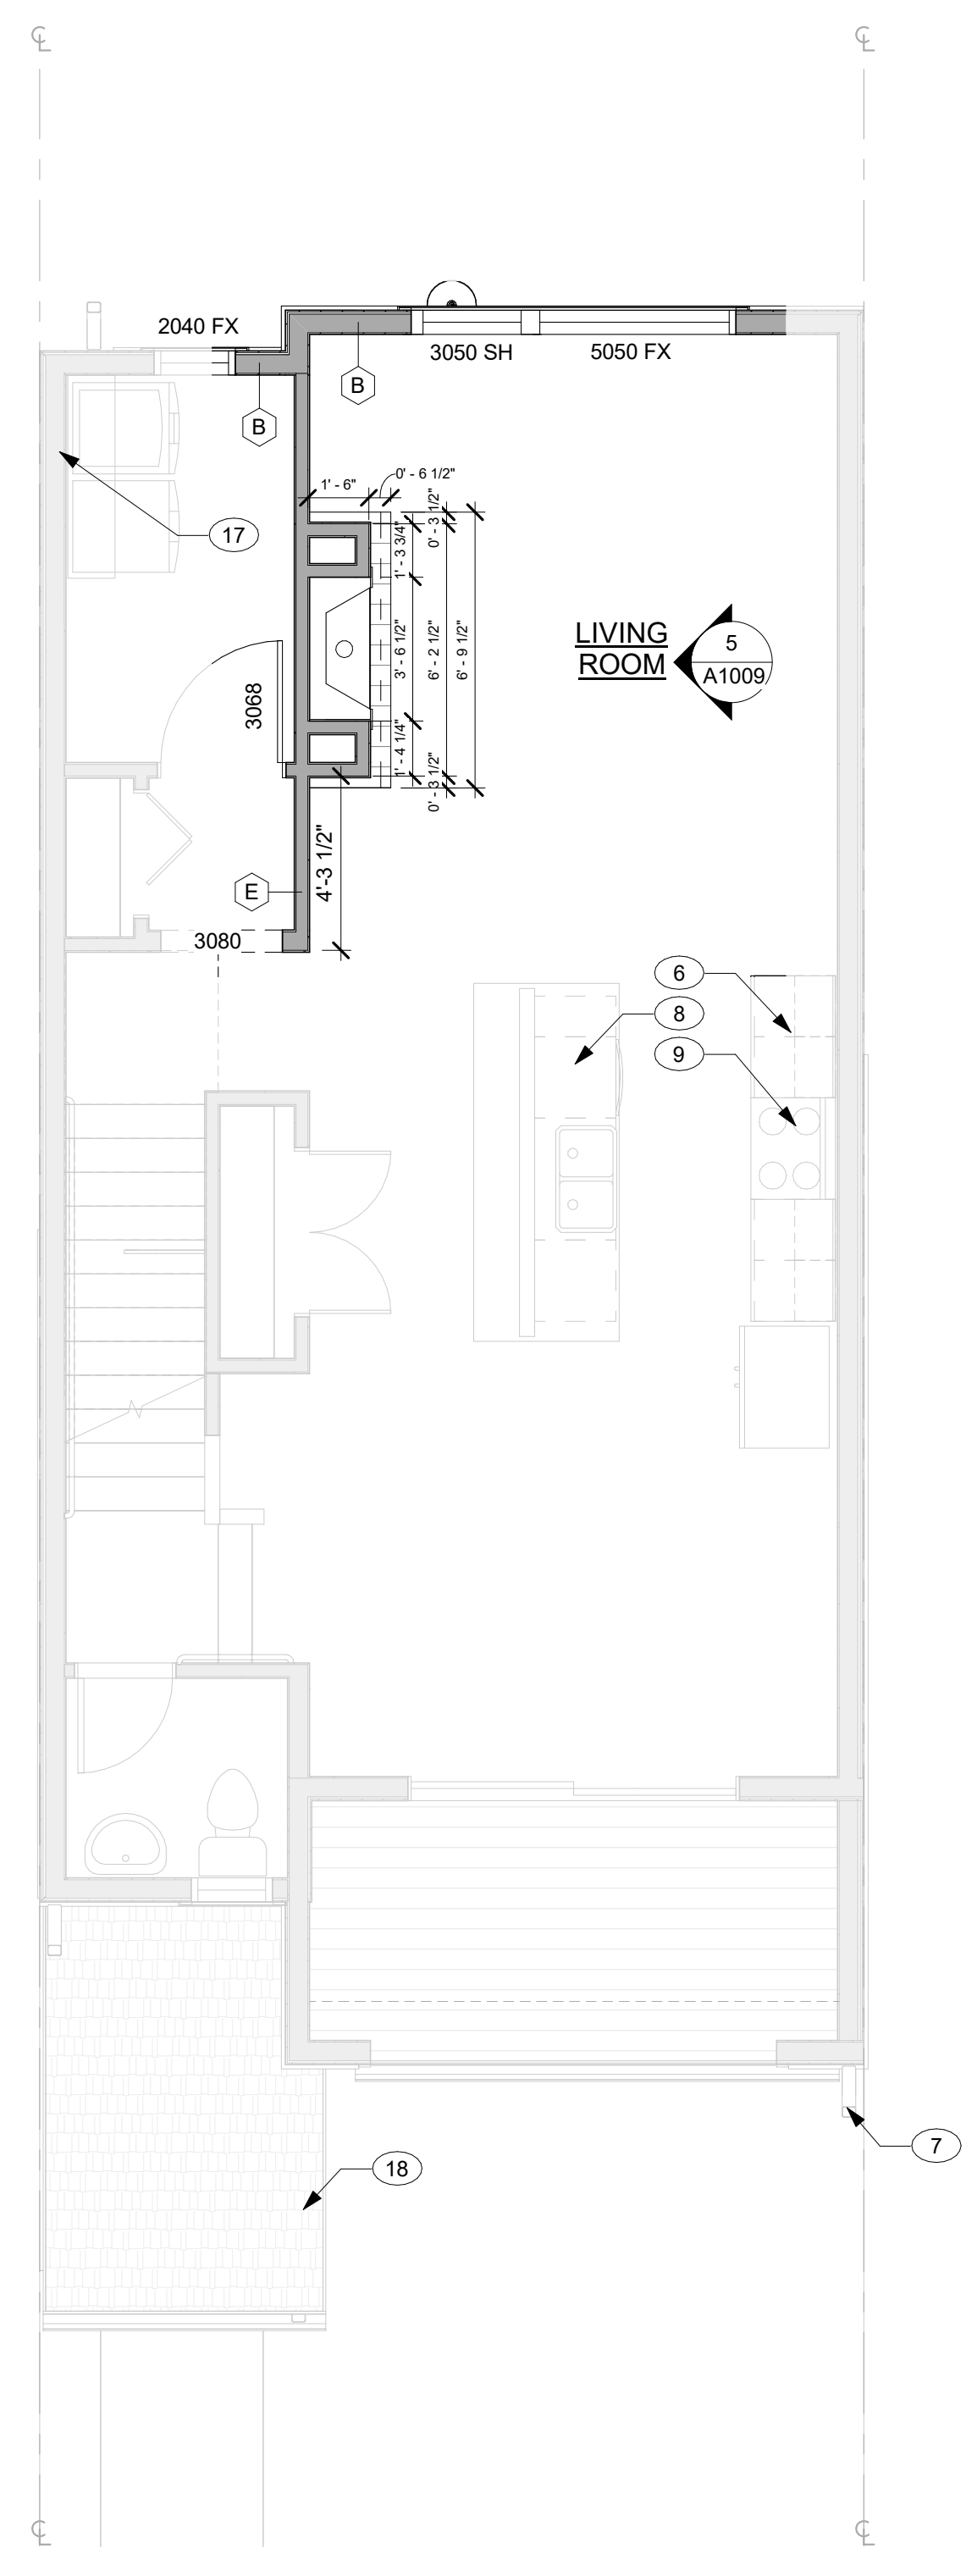 ℄
℄
2040 FX
3050 SH
5050 FX
B
B
17
1' - 6"
0' - 6 1/2"
0' - 3 1/2"
1' - 3 3/4"
3' - 6 1/2"
6' - 2 1/2"
6' - 9 1/2"
1' - 4 1/4"
0' - 3 1/2"
LIVING
ROOM
5
A1009
3068
4'-3 1/2"
E
3080
6
8
9
7
18
℄
℄